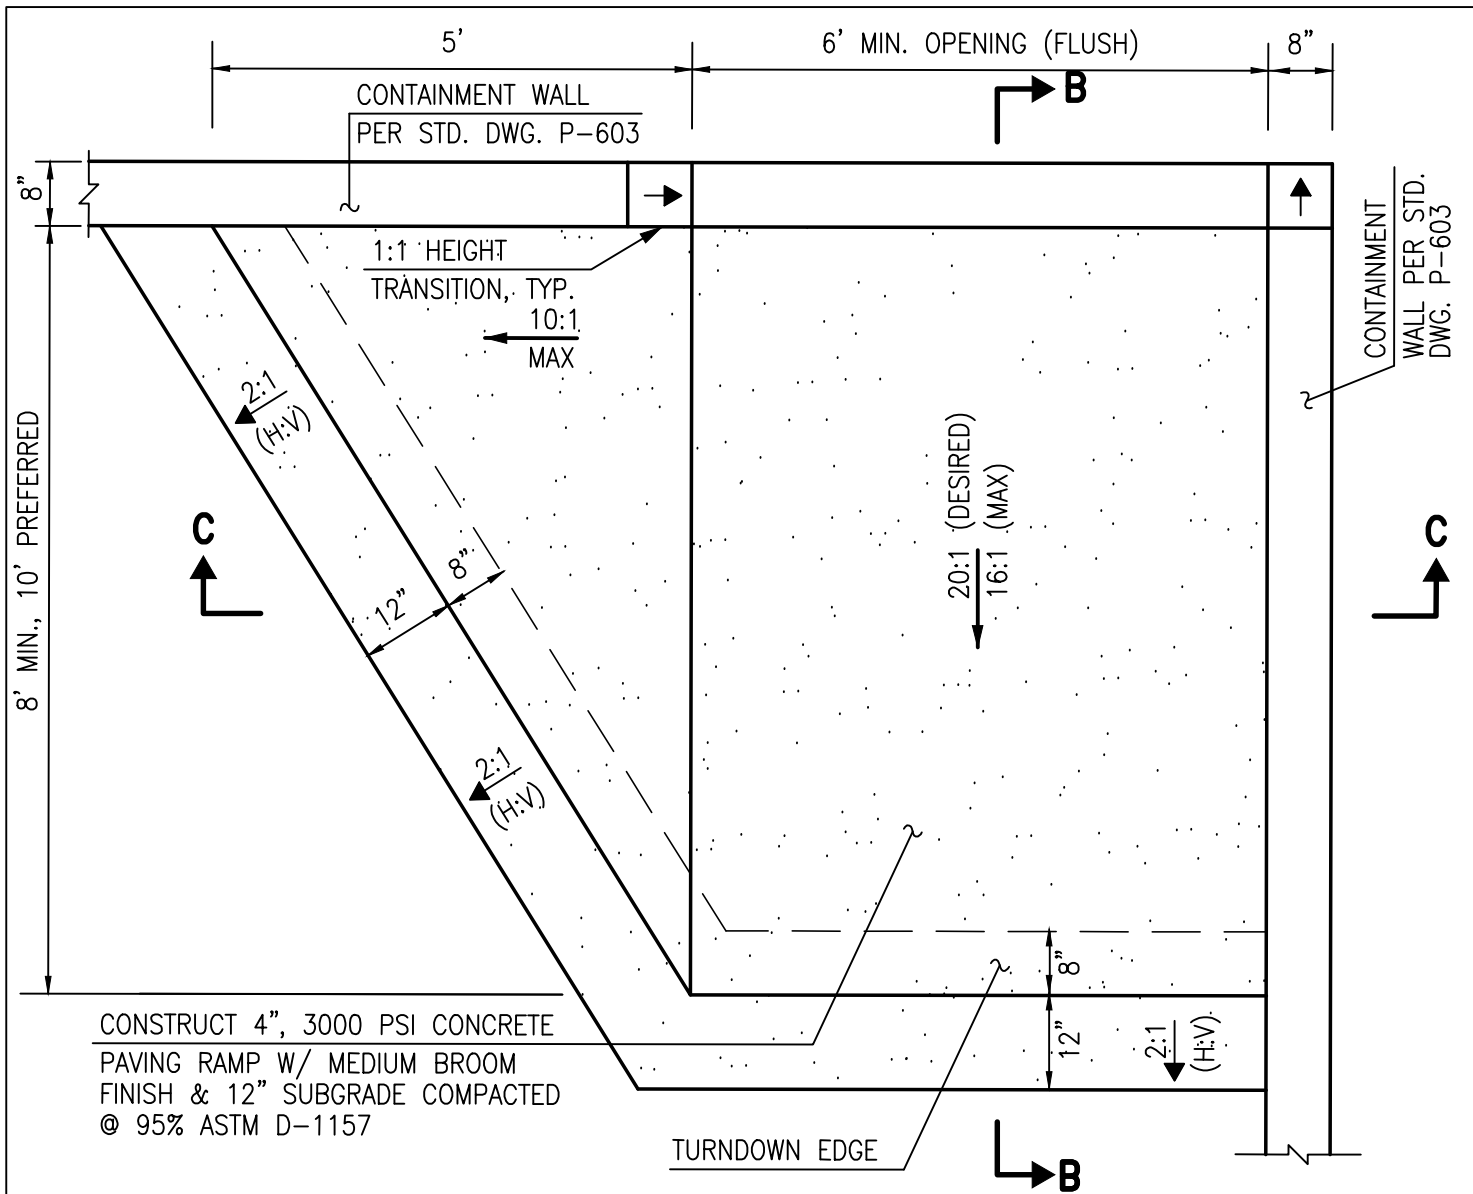 5’
6’ MIN. OPENING (FLUSH)
8”
CONTAINMENT WALL
PER STD. DWG. P-603
B
8”
1:1 HEIGHT
TRANSITION, TYP.
10:1
MAX
CONTAINMENT
WALL PER STD.
DWG. P-603
2:1
(H:V)
8’ MIN., 10’ PREFERRED
20:1 (DESIRED)
16:1 (MAX)
C
C
8”
12”
2:1
(H:V)
8”
12”
2:1
(H:V)
CONSTRUCT 4”, 3000 PSI CONCRETE
PAVING RAMP W/ MEDIUM BROOM
FINISH & 12” SUBGRADE COMPACTED
@ 95% ASTM D-1157
TURNDOWN EDGE
B